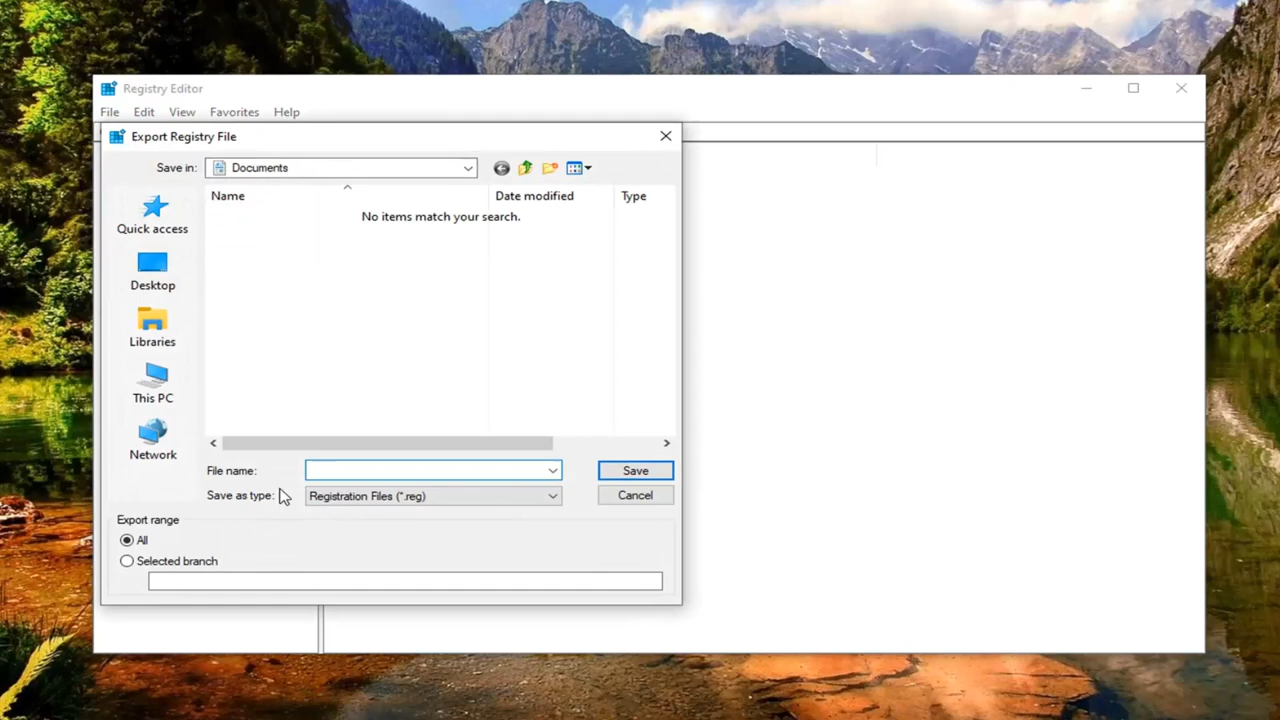 Registry Editor
File Edit View Favorites Help
Export Registry File
Save in: Documents
Name Date modified Type
No items match your search.
Quick access
Desktop
Libraries
This PC
Network
File name: Save
Save as type: Registration Files (*.reg) Cancel
Export range
All
Selected branch